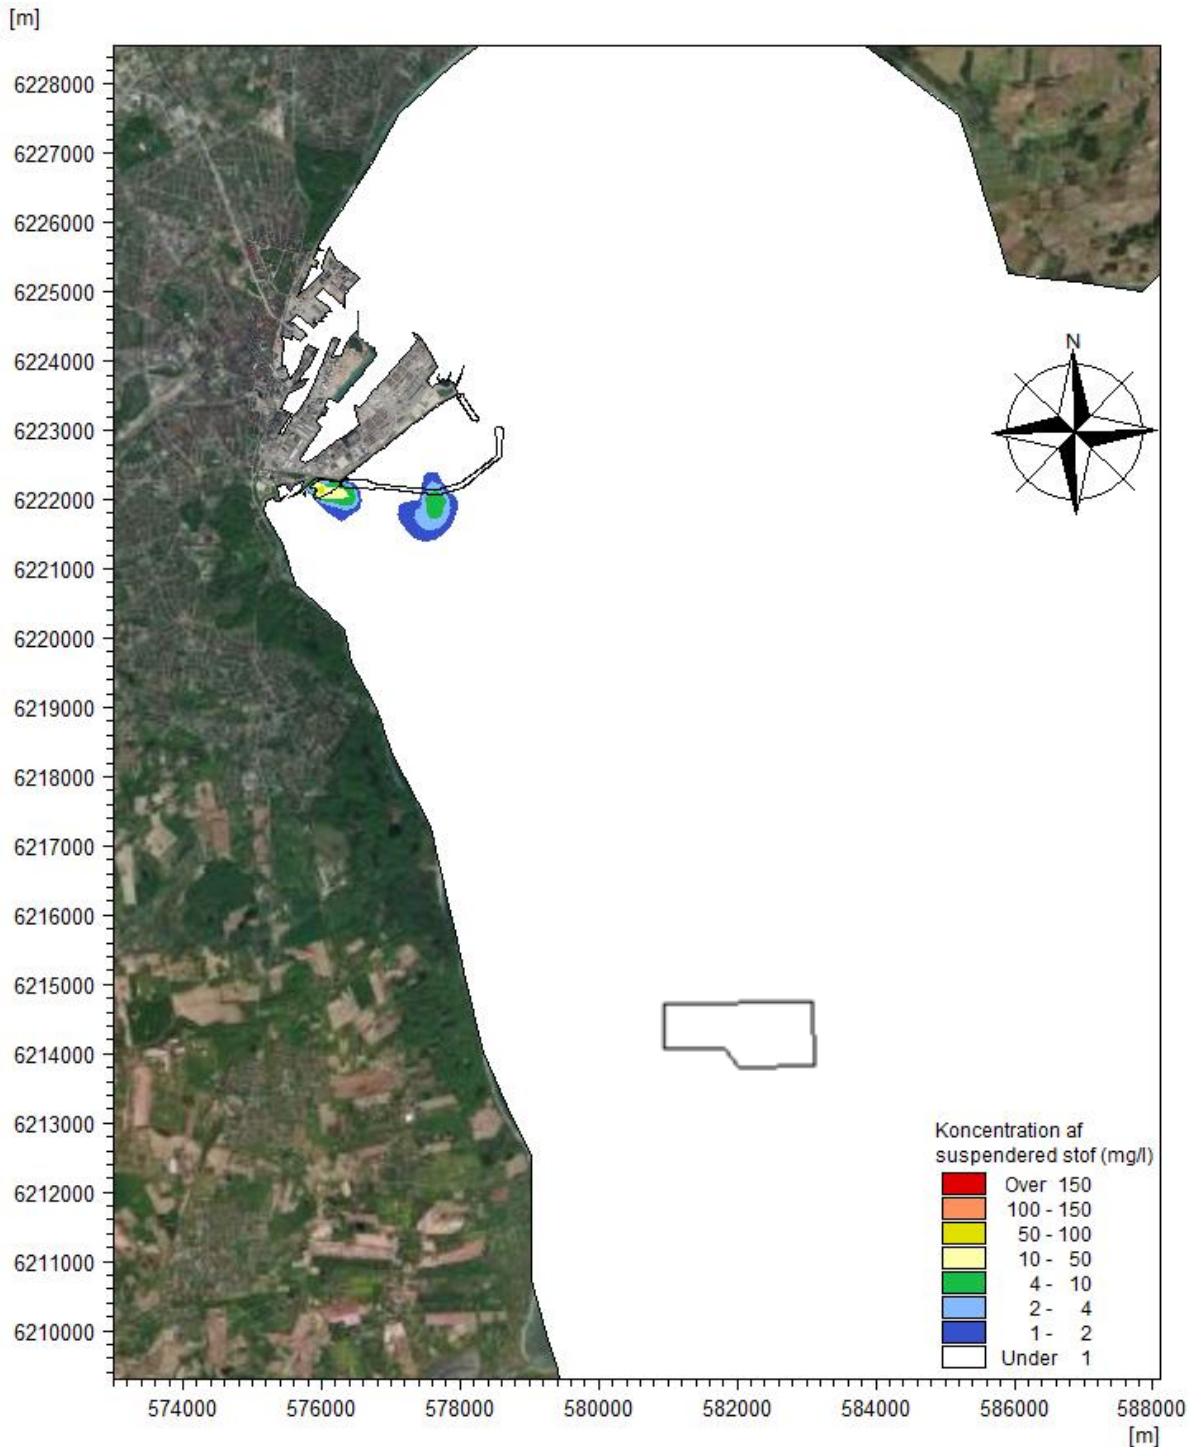 [m]
6228000
6227000
6226000
6225000
6224000
6223000
6222000
6221000
6220000
6219000
6218000
6217000
6216000
6215000
6214000
6213000
6212000
6211000
6210000
N
Koncentration af
suspenderet stof (mg/l)
Over 150
100 - 150
50 - 100
10 - 50
4 - 10
2 - 4
1 - 2
Under 1
574000 576000 578000 580000 582000 584000 586000 588000
[m]